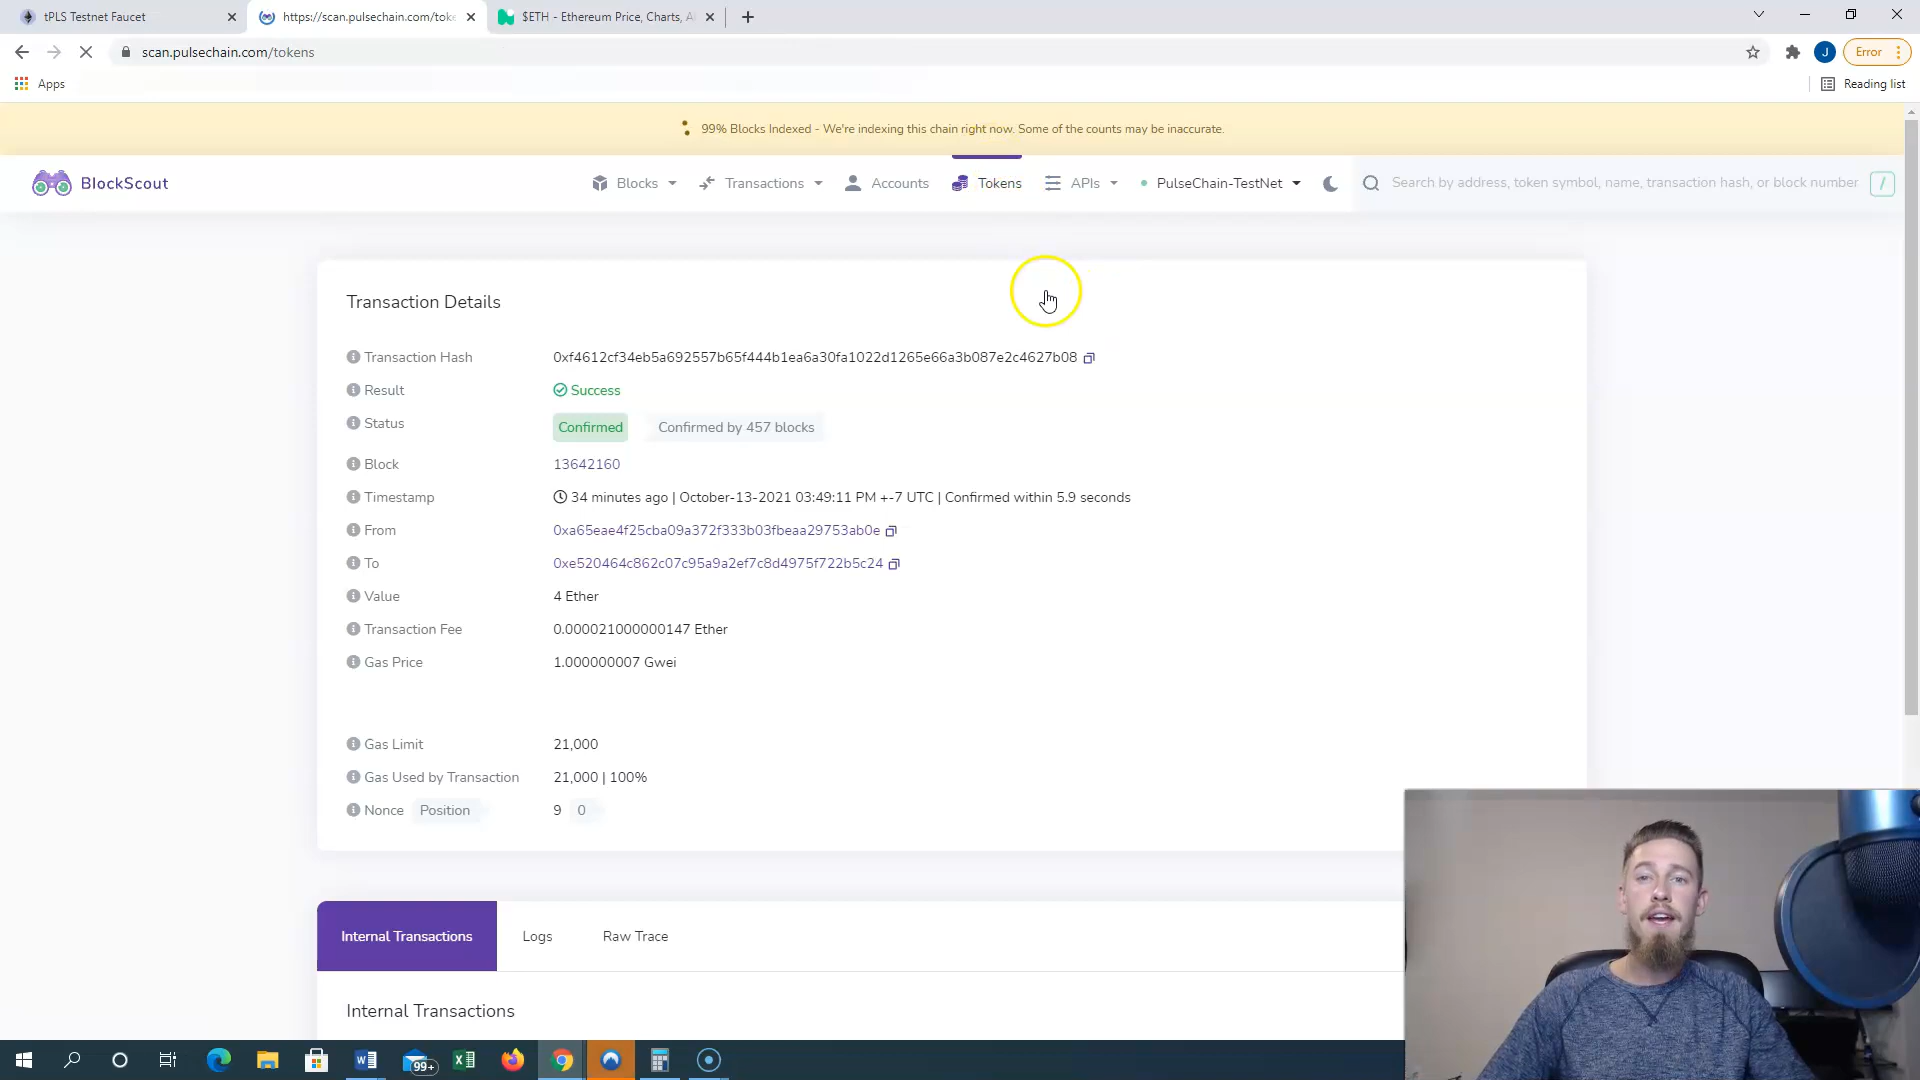 tPLS Testnet Faucet
https://scan.pulsechain.com/toke
$ETH - Ethereum Price, Charts, A
scan.pulsechain.com/tokens
J
Error
Apps
Reading list
99% Blocks Indexed - We're indexing this chain right now. Some of the counts may be inaccurate.
BlockScout
Blocks
Transactions
Accounts
Tokens
APIs
PulseChain-TestNet
Search by address, token symbol, name, transaction hash, or block number
/
Transaction Details
Transaction Hash 0xf4612cf34eb5a692557b65f444b1ea6a30fa1022d1265e66a3b087e2c4627b08
Result Success
Status Confirmed Confirmed by 457 blocks
Block 13642160
Timestamp 34 minutes ago | October-13-2021 03:49:11 PM +-7 UTC | Confirmed within 5.9 seconds
From 0xa65eae4f25cba09a372f333b03fbeaa29753ab0e
To 0xe520464c862c07c95a9a2ef7c8d4975f722b5c24
Value 4 Ether
Transaction Fee 0.000021000000147 Ether
Gas Price 1.000000007 Gwei
Gas Limit 21,000
Gas Used by Transaction 21,000 | 100%
Nonce Position 9 0
Internal Transactions
Logs
Raw Trace
Internal Transactions
99+